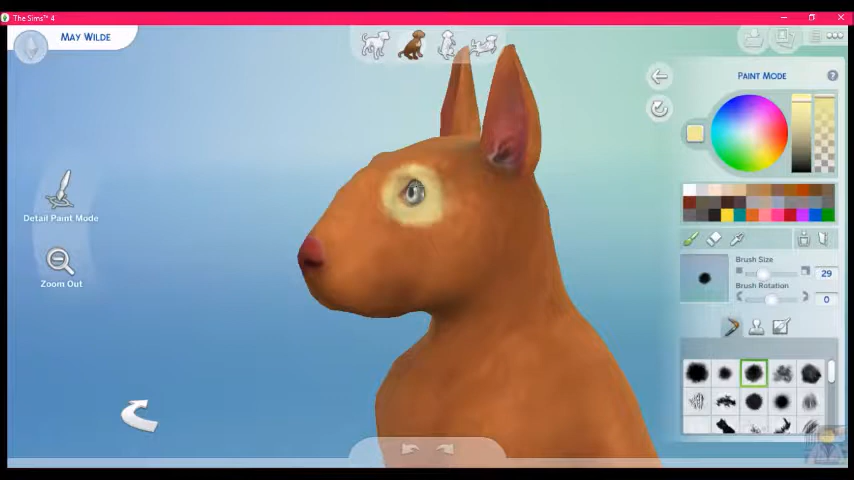 The Sims™ 4
MAY WILDE
PAINT MODE
?
Detail Paint Mode
Zoom Out
Brush Size
29
Brush Rotation
0